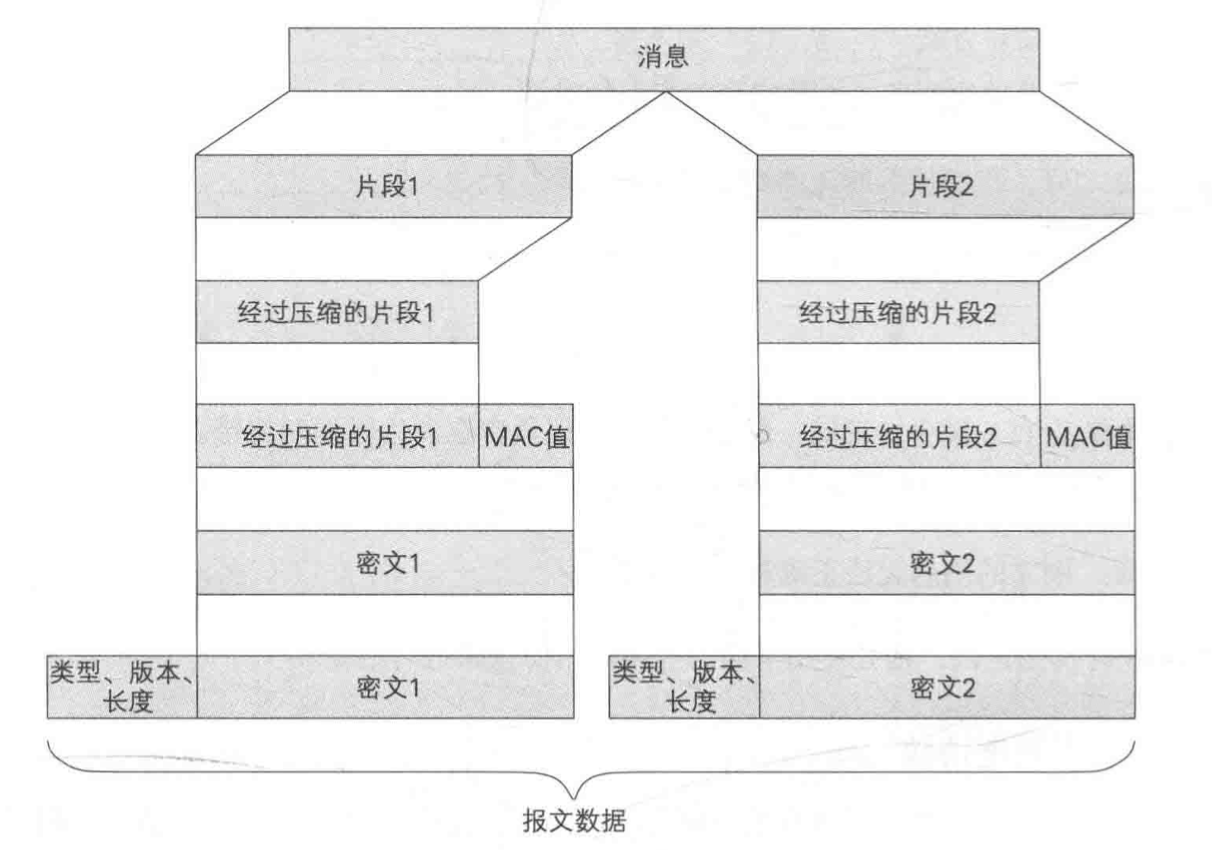 消息
片段1
片段2
经过压缩的片段1
经过压缩的片段2
经过压缩的片段1
MAC值
经过压缩的片段2
MAC值
密文1
密文2
类型、版本、
长度
密文1
类型、版本、
长度
密文2
报文数据